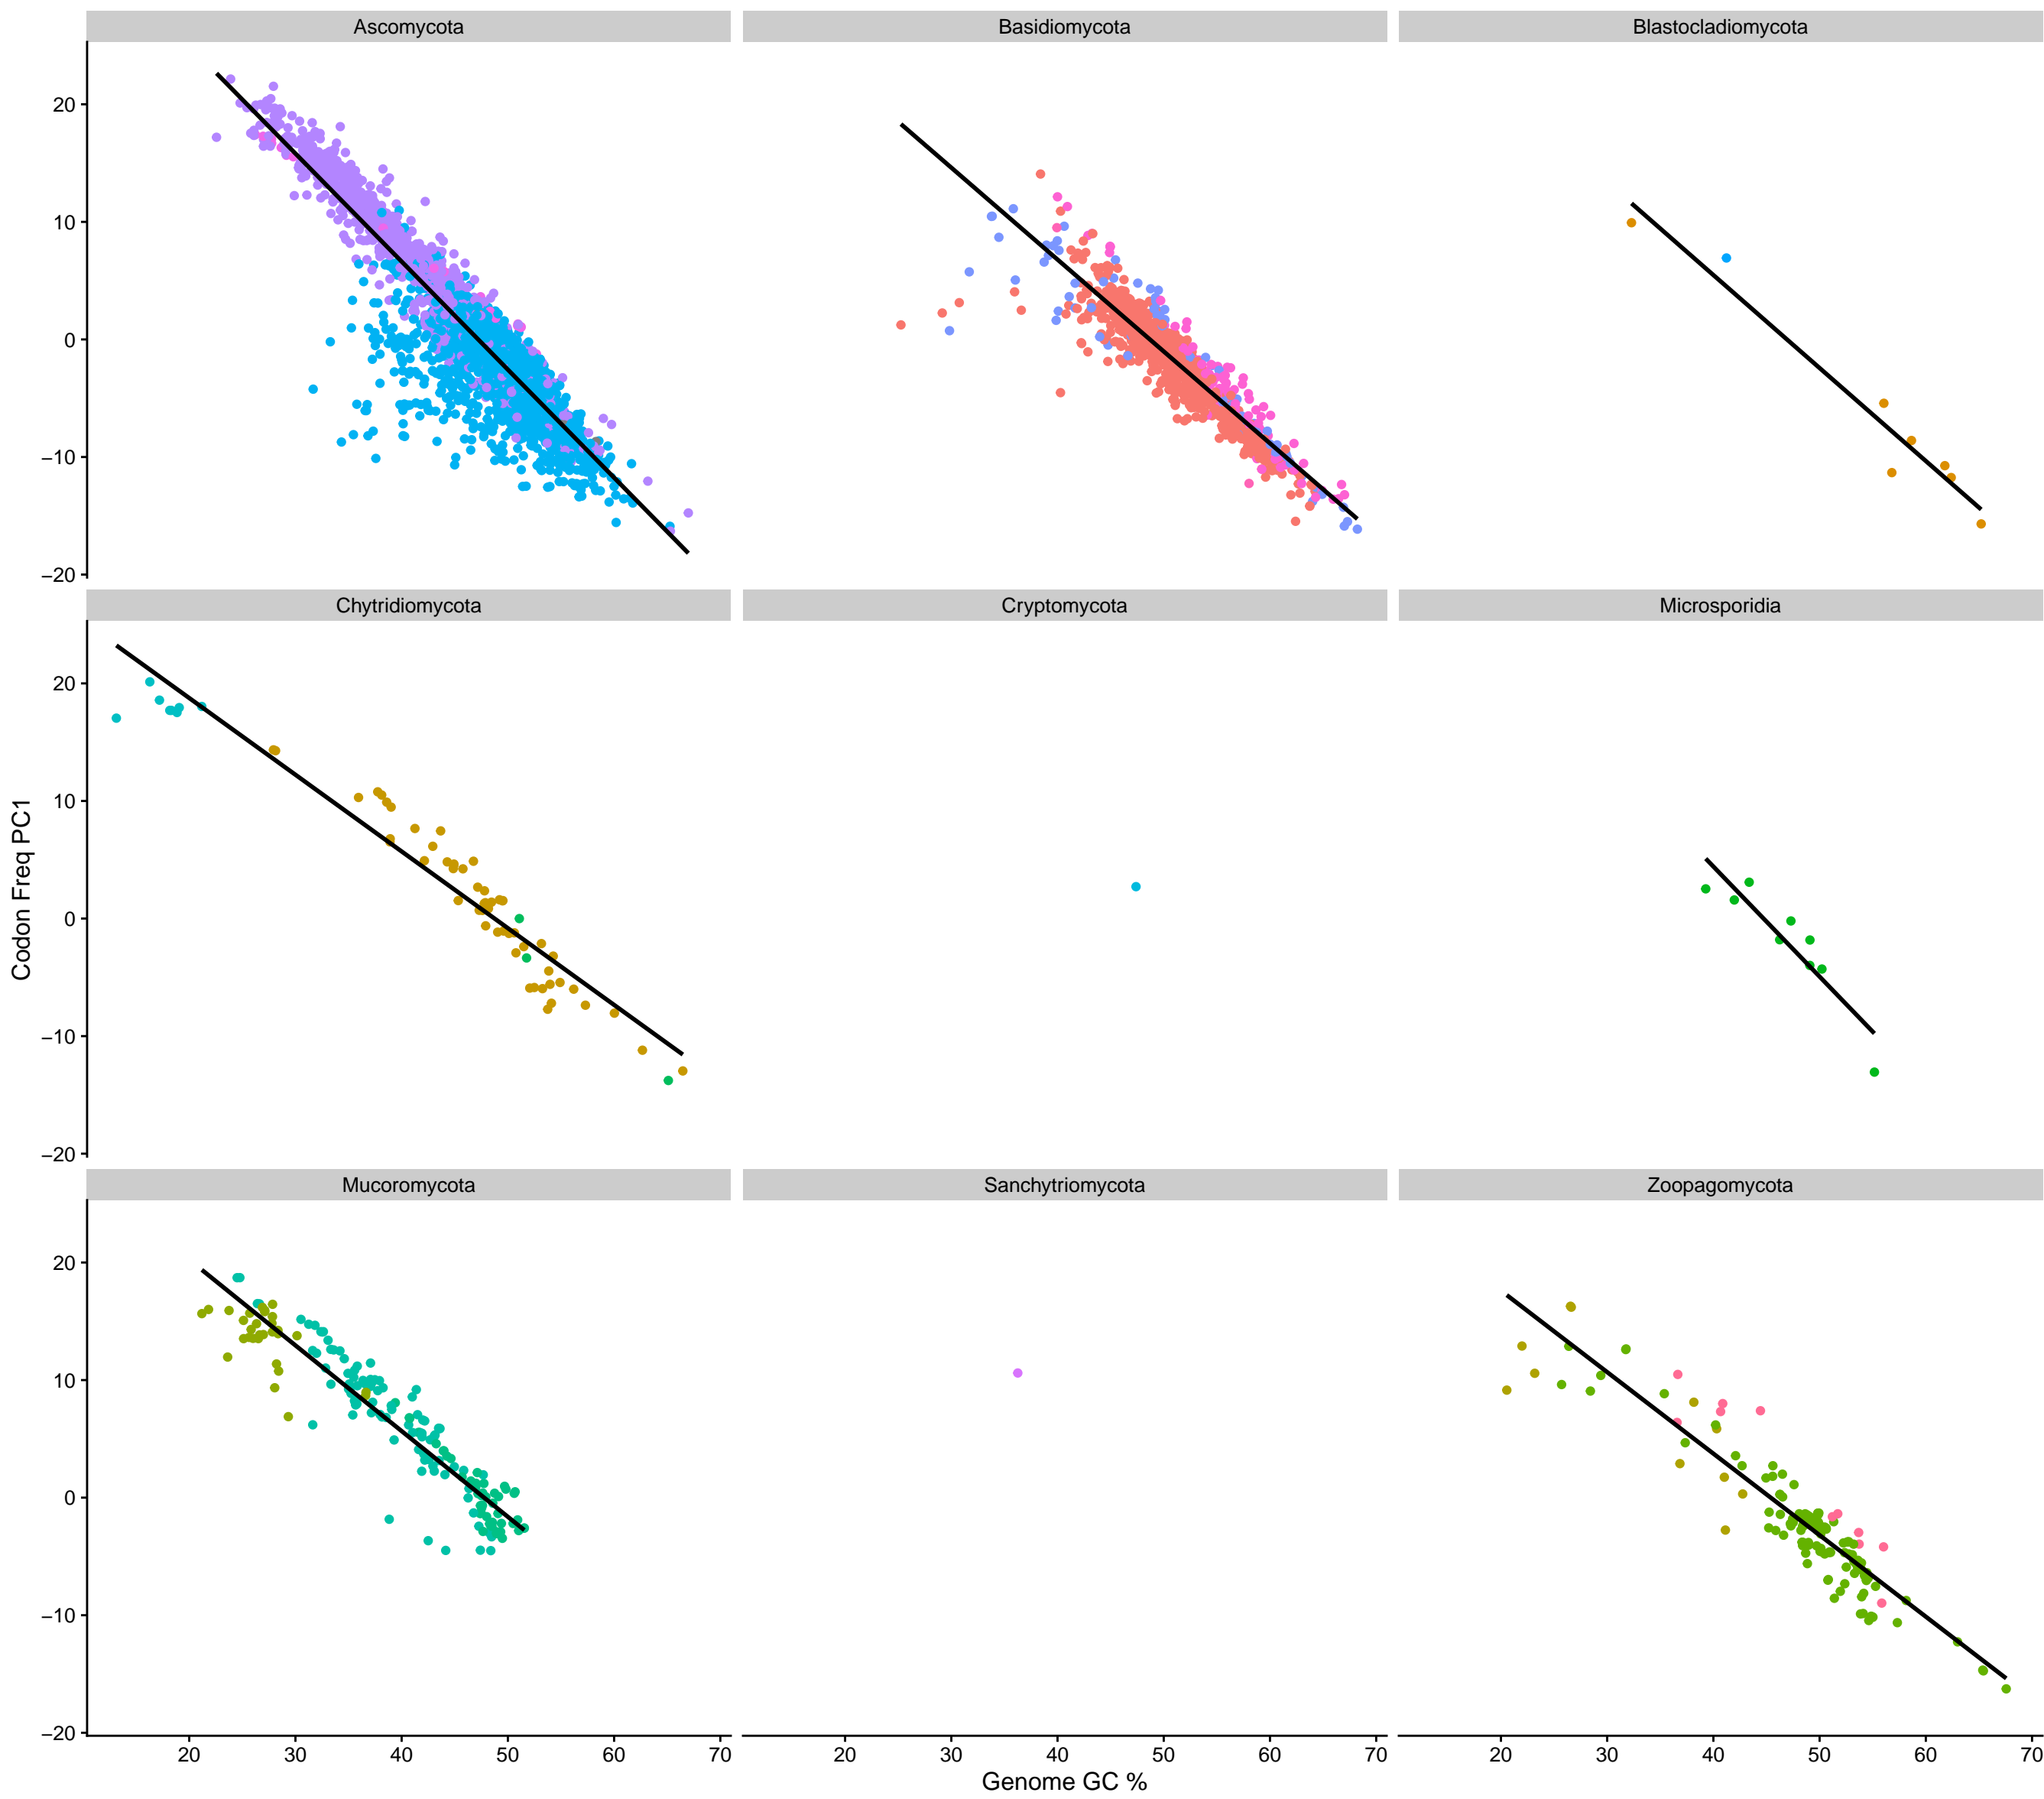 Ascomycota Basidiomycota Blastocladiomycota
20
10
0
−10
−20
Chytridiomycota Cryptomycota Microsporidia
20
10
0
−10
−20
Codon Freq PC1
Mucoromycota Sanchytriomycota Zoopagomycota
20
10
0
−10
−20
20 30 40 50 60 70 20 30 40 50 60 70 20 30 40 50 60 70
Genome GC %